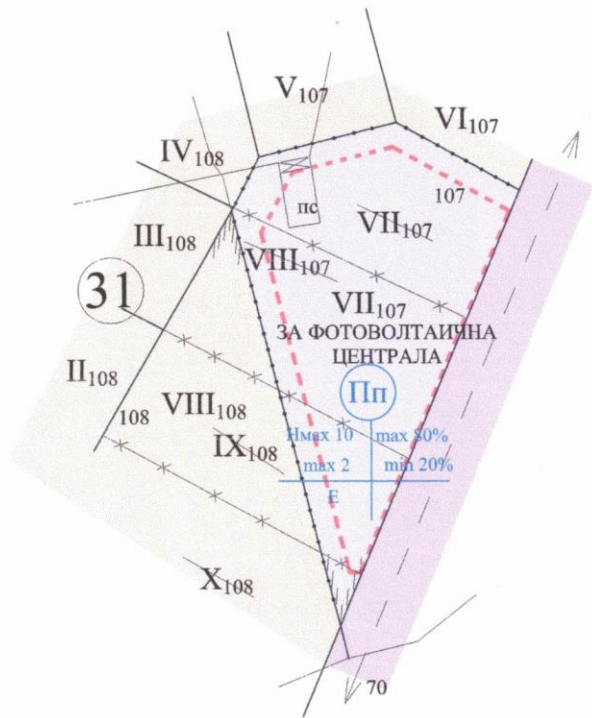 V107
VI107
IV108
107
пс
VII107
III108
VIII107
31
VII107
ЗА ФОТОВОЛТАИЧНА
ЦЕНТРАЛА
II108
Пп
VIII108
108
IX108
Hмах 10
max 80%
max 2
min 20%
E
X108
70